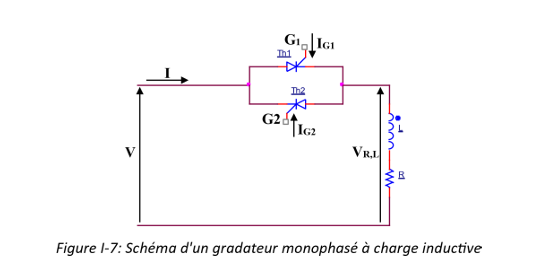 G1
IG1
Th1
I
Th2
G2
IG2
V
VR,L
L
R
Figure I-7: Schéma d'un gradateur monophasé à charge inductive